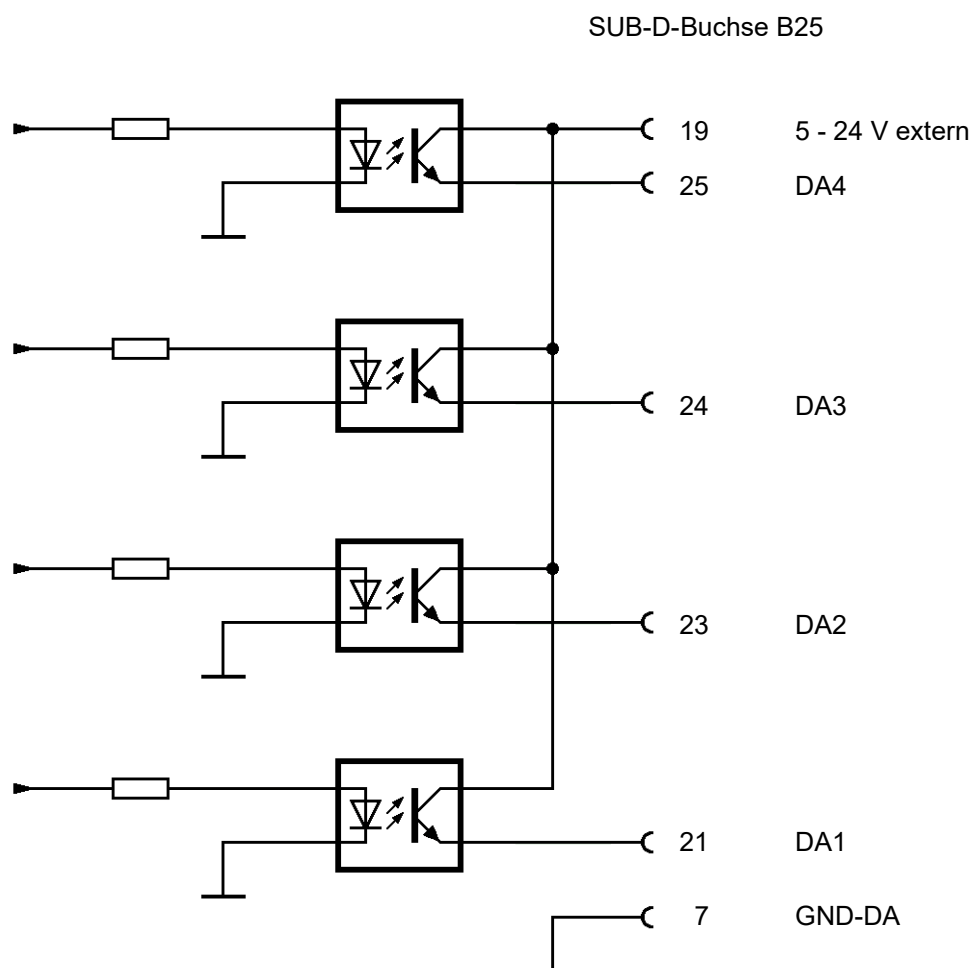 SUB-D-Buchse B25
19 5 - 24 V extern
25 DA4
24 DA3
23 DA2
21 DA1
7 GND-DA